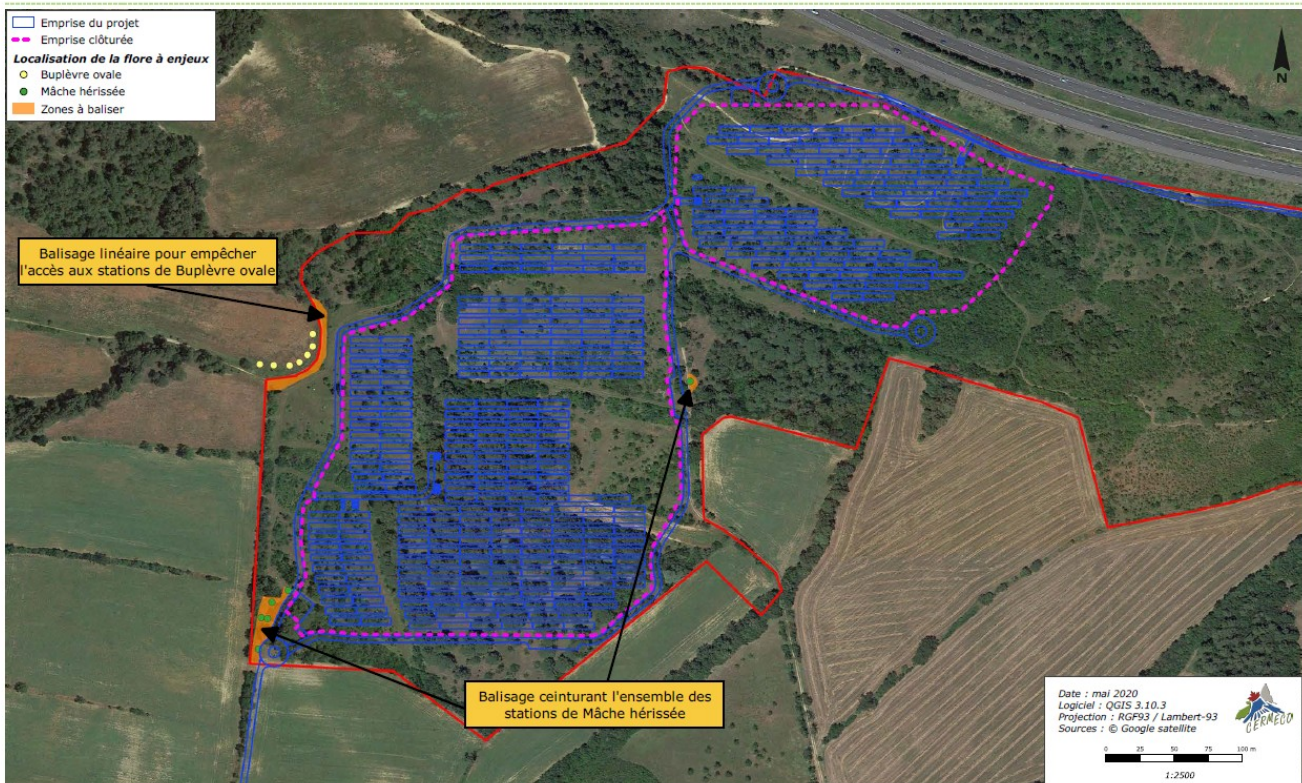 Emprise du projet
Emprise clôturée
Localisation de la flore à enjeux
Buplèvre ovale
Mâche hérissée
Zones à baliser
N
Balisage linéaire pour empêcher
l'accès aux stations de Buplèvre ovale
Balisage ceinturant l'ensemble des
stations de Mâche hérissée
Date : mai 2020
Logiciel : QGIS 3.10.3
Projection : RGF93 / Lambert-93
Sources : © Google satellite
CERMECO
0 25 50 75 100 m
1:2500